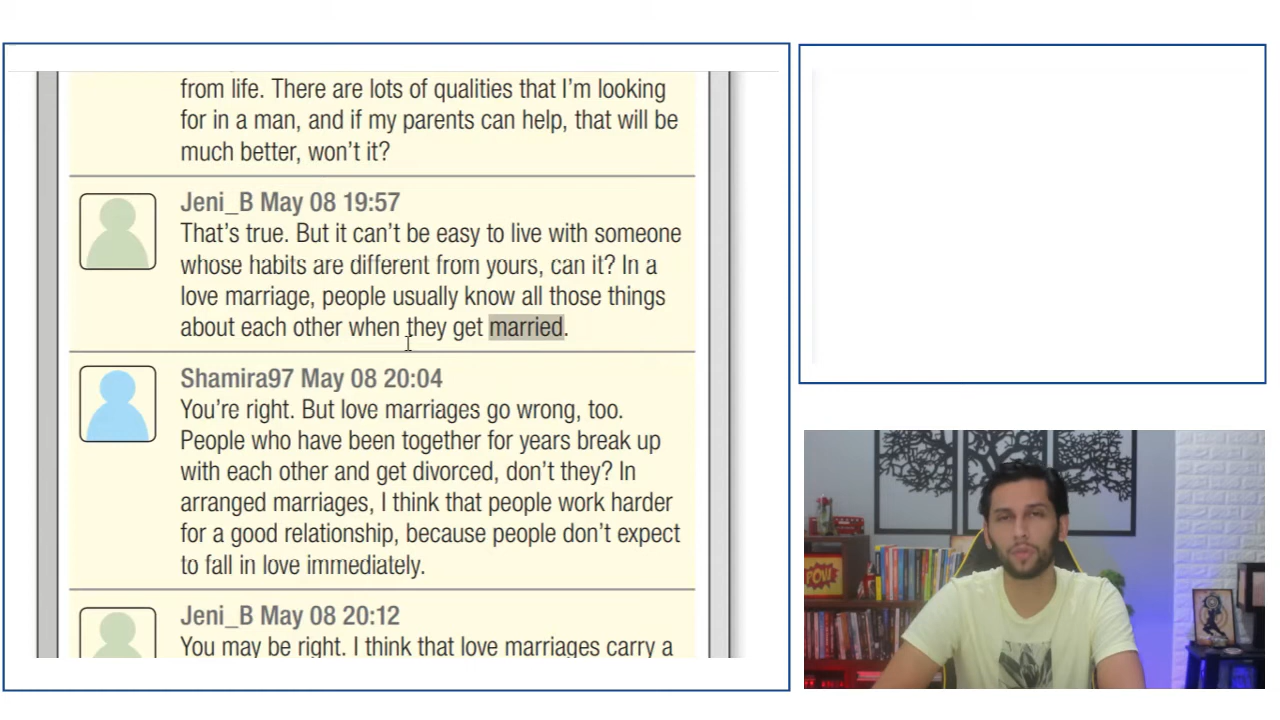 from life. There are lots of qualities that I'm looking
for in a man, and if my parents can help, that will be
much better, won't it?
Jeni_B May 08 19:57
That's true. But it can't be easy to live with someone
whose habits are different from yours, can it? In a
love marriage, people usually know all those things
about each other when they get married.
Shamira97 May 08 20:04
You're right. But love marriages go wrong, too.
People who have been together for years break up
with each other and get divorced, don't they? In
arranged marriages, I think that people work harder
for a good relationship, because people don't expect
to fall in love immediately.
Jeni_B May 08 20:12
You may be right. I think that love marriages carry a
POW